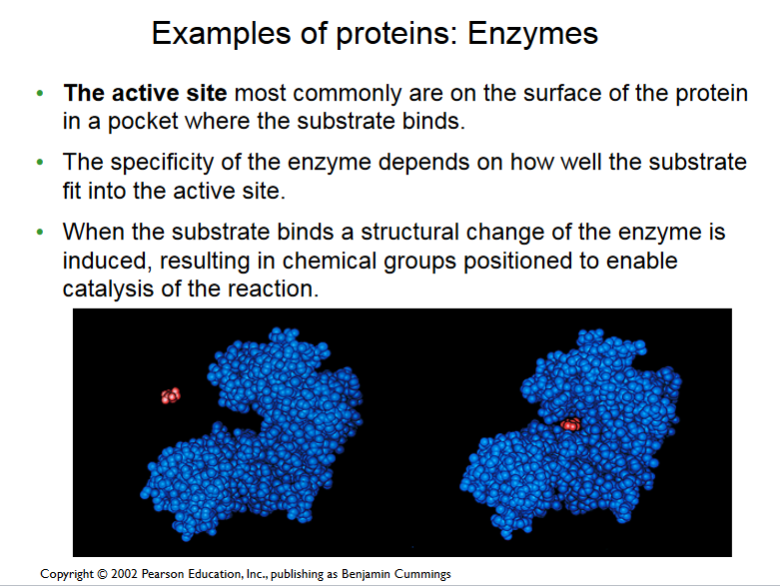 Examples of proteins: Enzymes
• The active site most commonly are on the surface of the protein
in a pocket where the substrate binds.
• The specificity of the enzyme depends on how well the substrate
fit into the active site.
• When the substrate binds a structural change of the enzyme is
induced, resulting in chemical groups positioned to enable
catalysis of the reaction.
Copyright © 2002 Pearson Education, Inc., publishing as Benjamin Cummings